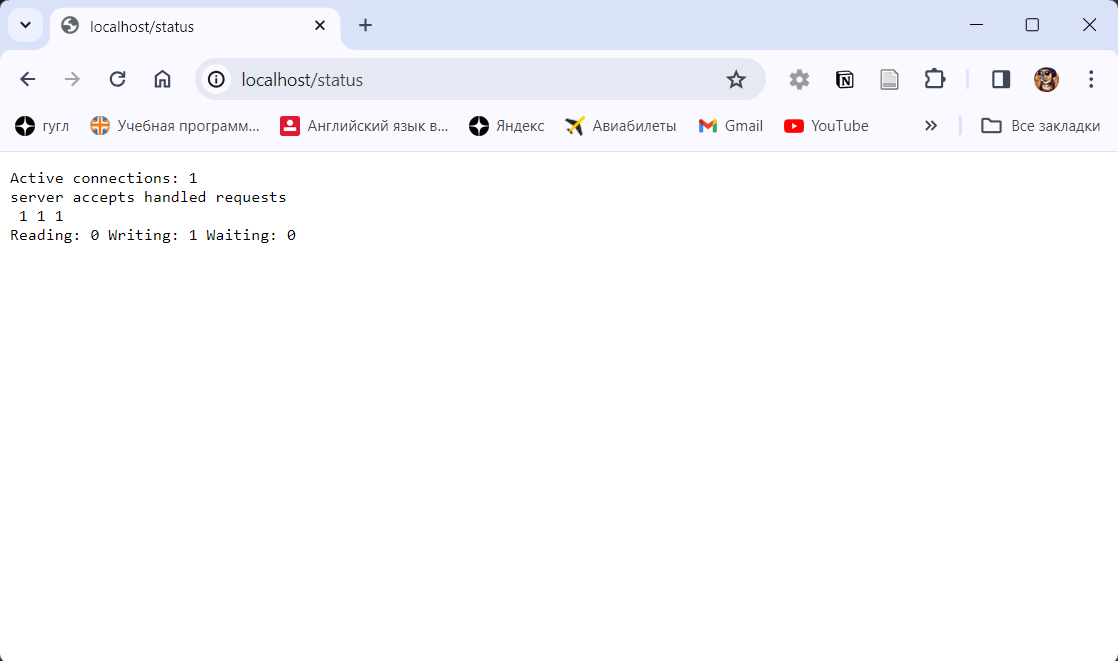 localhost/status
localhost/status
гугл Учебная программ... Английский язык в... Яндекс Авиабилеты Gmail YouTube » Все закладки
Active connections: 1
server accepts handled requests
 1 1 1
Reading: 0 Writing: 1 Waiting: 0